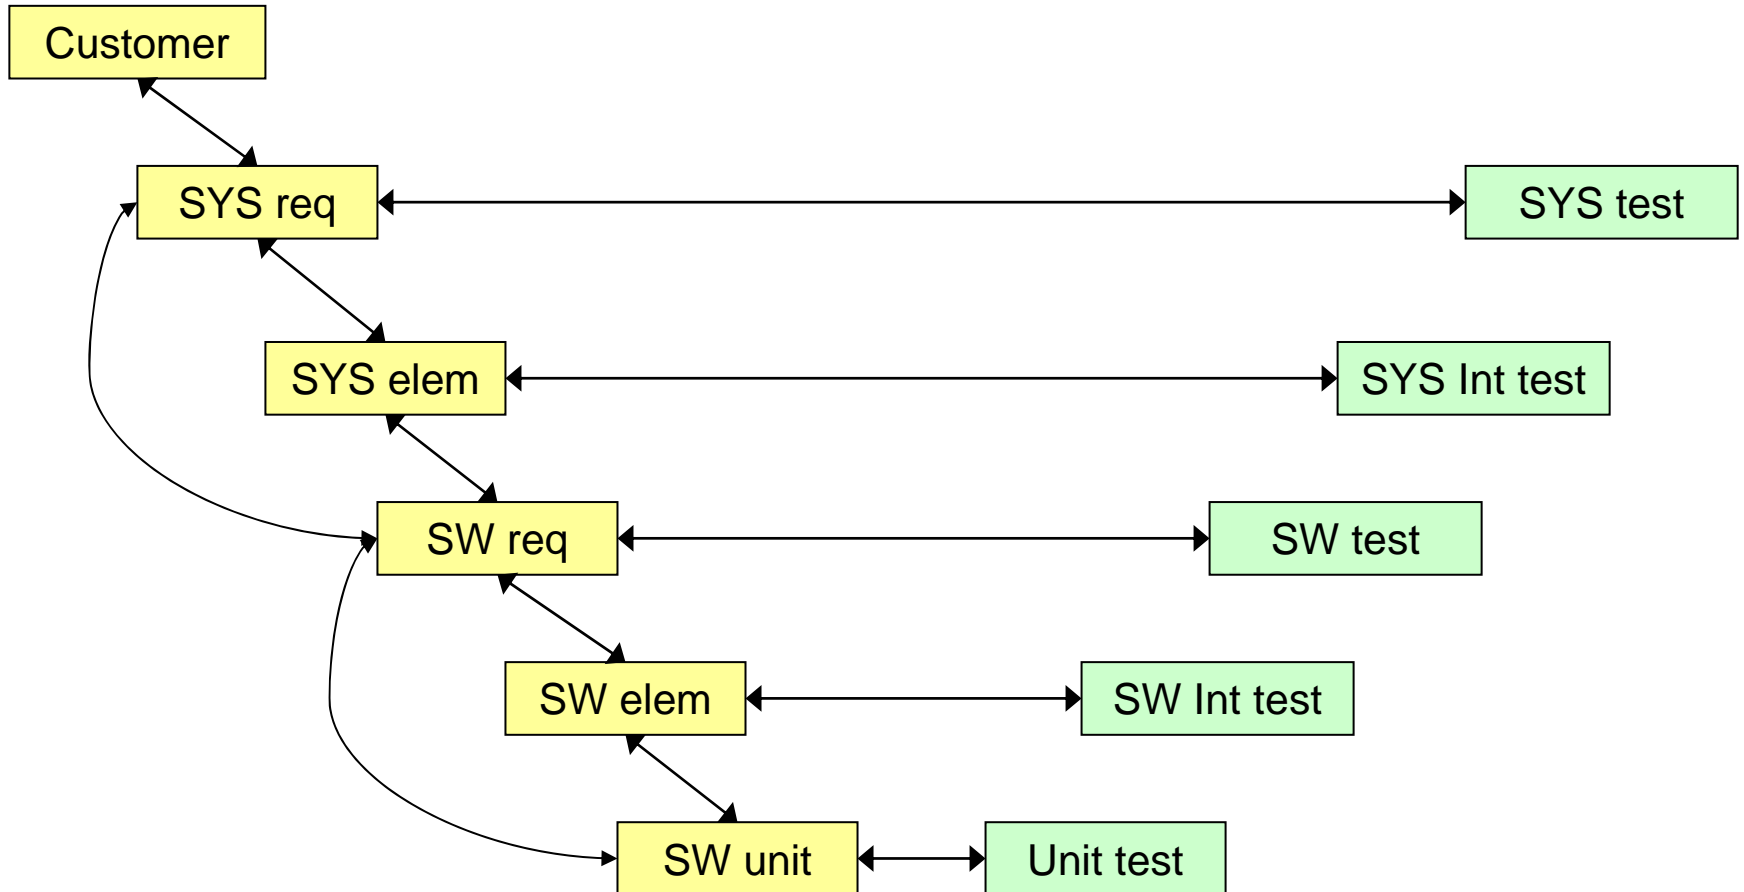 Customer
SYS req
SYS test
SYS elem
SYS Int test
SW req
SW test
SW elem
SW Int test
SW unit
Unit test